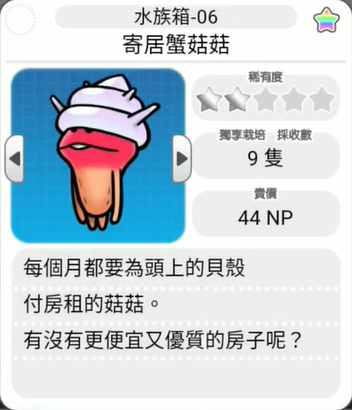 水族箱-06
寄居蟹菇菇
稀有度
獨享栽培 採收數
9 隻
賣價
44 NP
每個月都要為頭上的貝殼
付房租的菇菇。
有沒有更便宜又優質的房子呢？